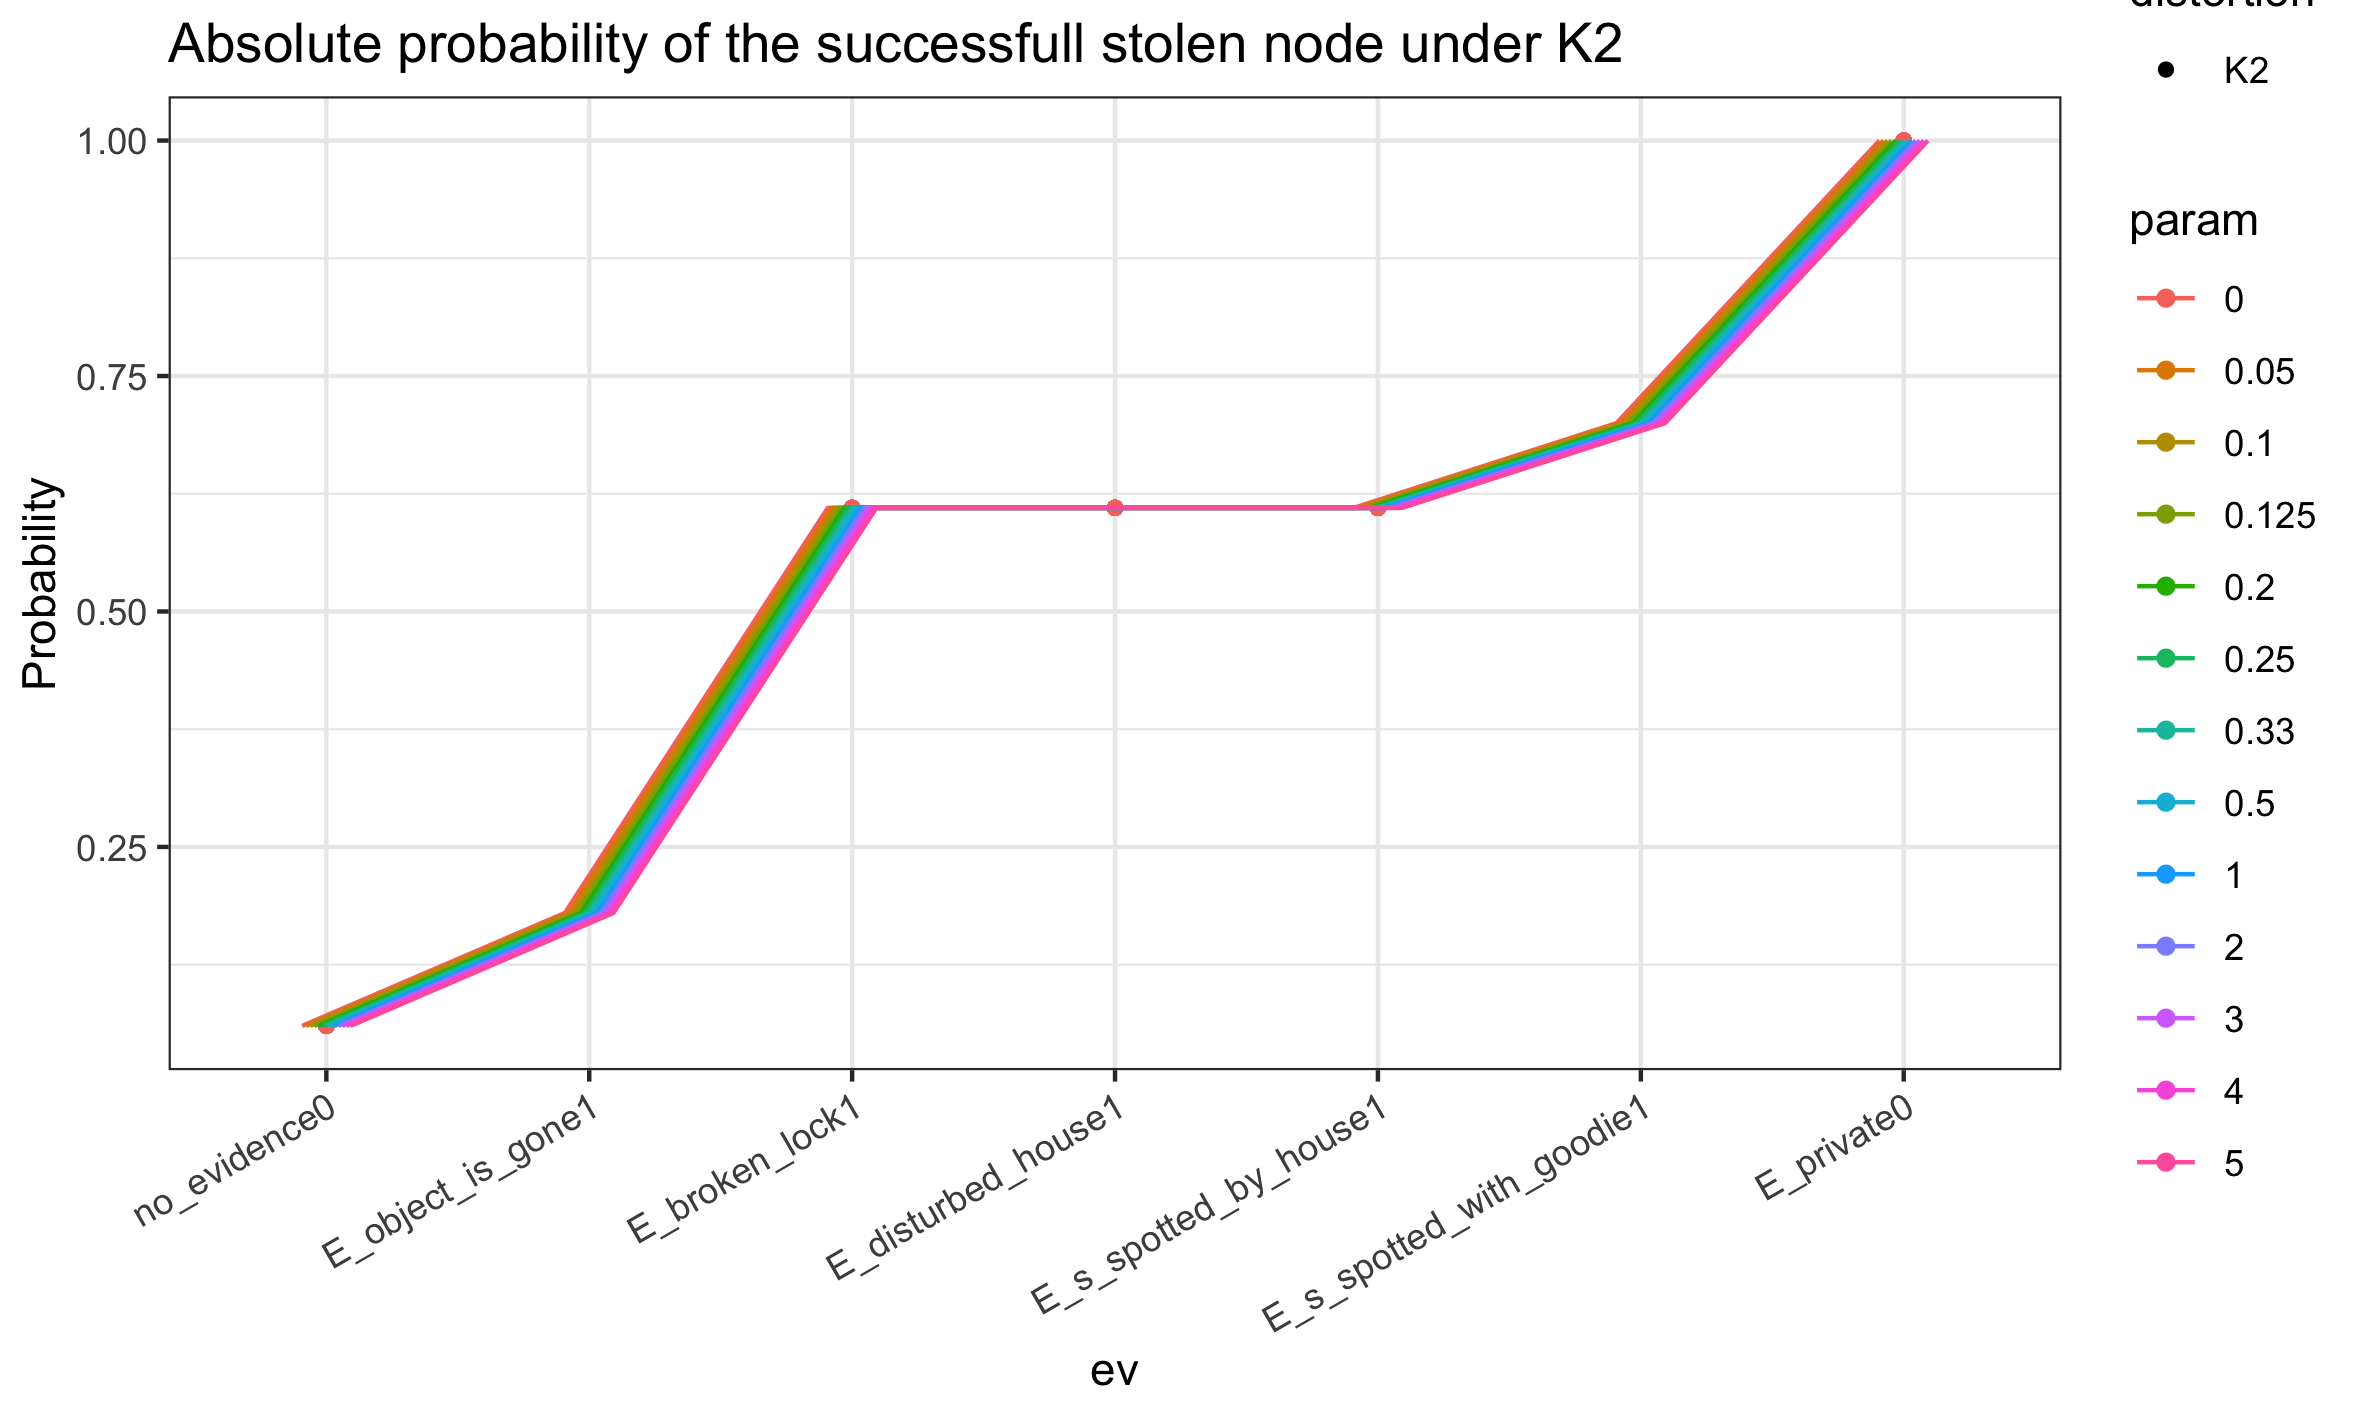 Absolute probability of the successfull stolen node under K2
distortion
K2
param
0
0.05
0.1
0.125
0.2
0.25
0.33
0.5
1
2
3
4
5
Probability
1.00
0.75
0.50
0.25
no_evidence0
E_object_is_gone1
E_broken_lock1
E_disturbed_house1
E_s_spotted_by_house1
E_s_spotted_with_goodie1
E_private0
ev